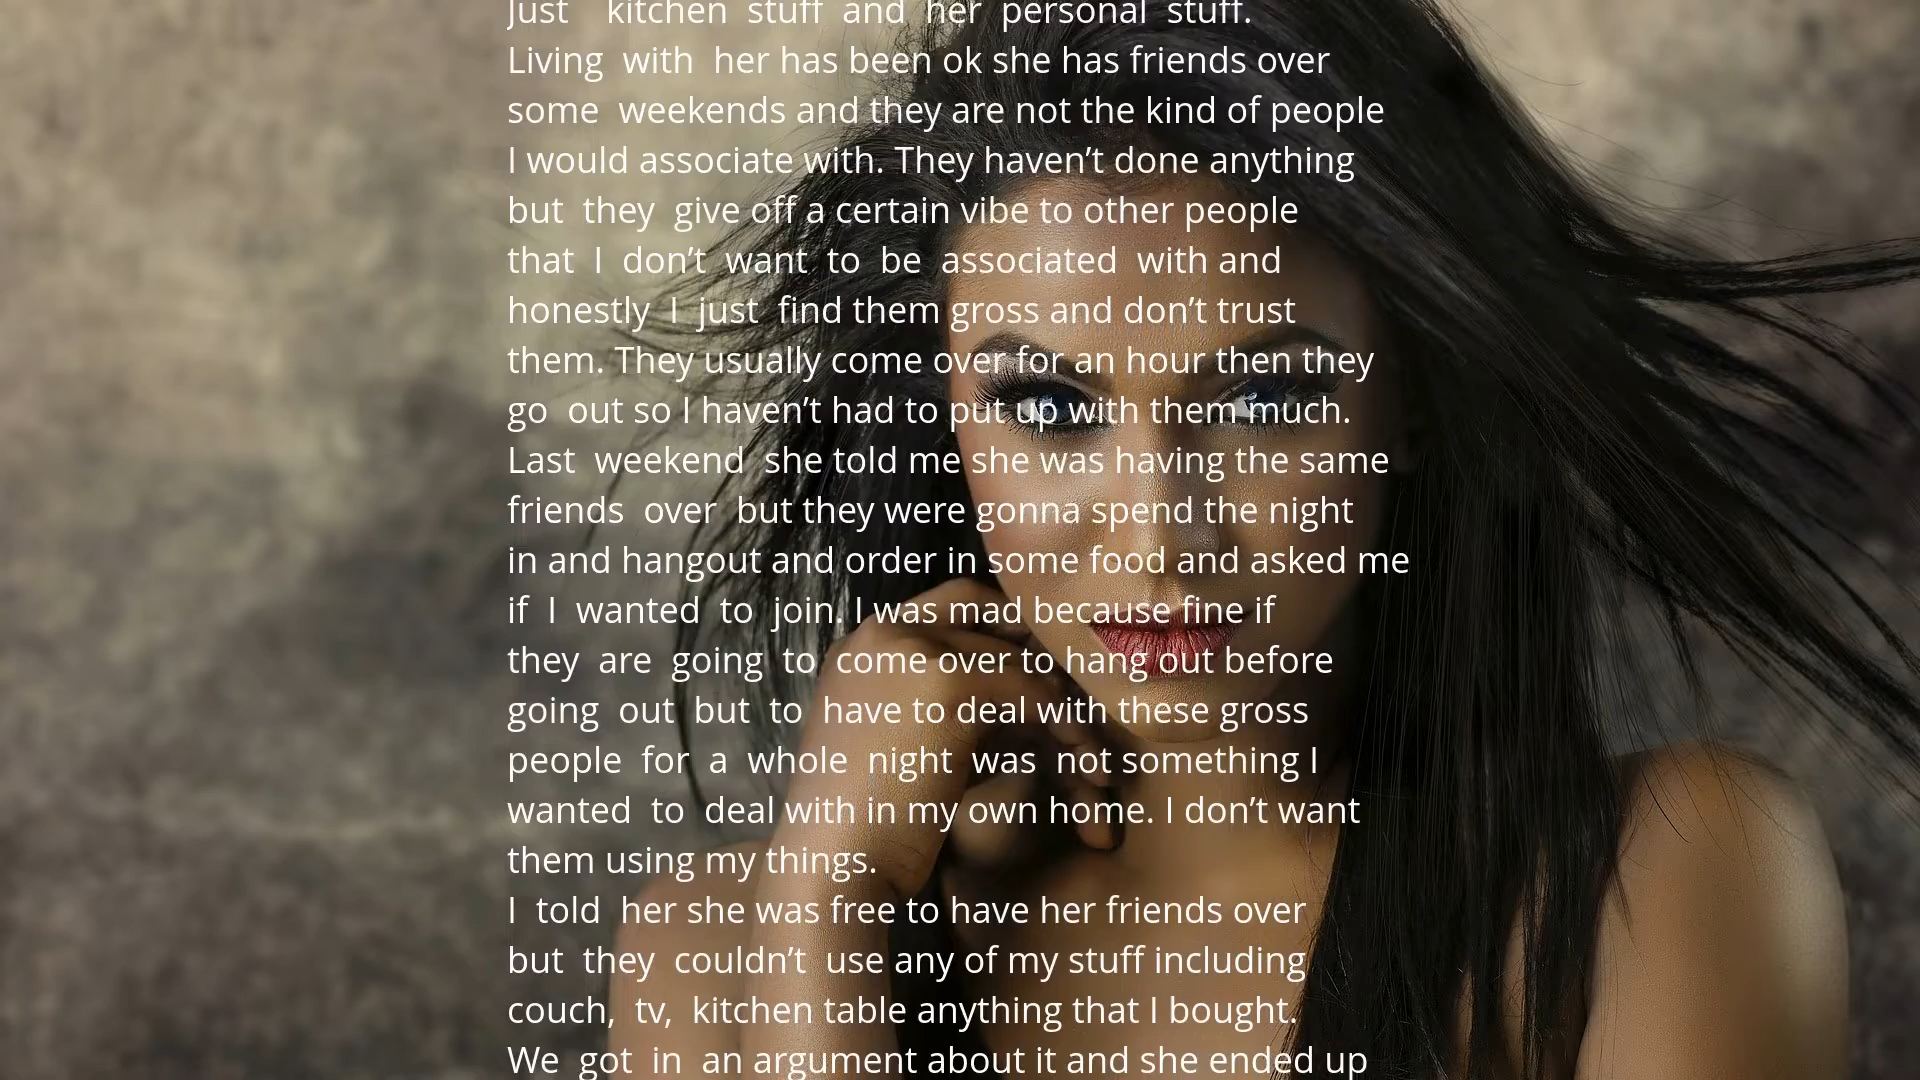 Just kitchen stuff and her personal stuff.
Living with her has been ok she has friends over
some weekends and they are not the kind of people
I would associate with. They haven’t done anything
but they give off a certain vibe to other people
that I don’t want to be associated with and
honestly I just find them gross and don’t trust
them. They usually come over for an hour then they
go out so I haven’t had to put up with them much.
Last weekend she told me she was having the same
friends over but they were gonna spend the night
in and hangout and order in some food and asked me
if I wanted to join. I was mad because fine if
they are going to come over to hang out before
going out but to have to deal with these gross
people for a whole night was not something I
wanted to deal with in my own home. I don’t want
them using my things.
I told her she was free to have her friends over
but they couldn’t use any of my stuff including
couch, tv, kitchen table anything that I bought.
We got in an argument about it and she ended up